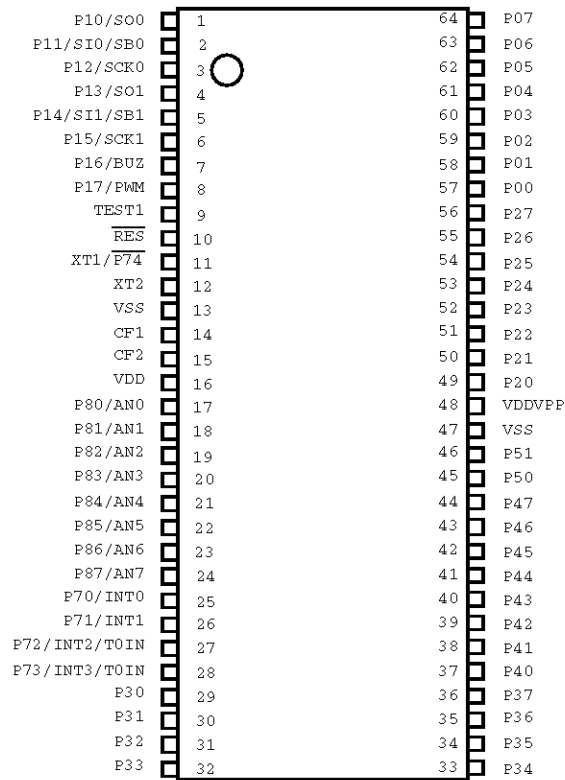 P10/SO0 1 64 P07
P11/SI0/SB0 2 63 P06
P12/SCK0 3 62 P05
P13/SO1 4 61 P04
P14/SI1/SB1 5 60 P03
P15/SCK1 6 59 P02
P16/BUZ 7 58 P01
P17/PWM 8 57 P00
TEST1 9 56 P27
RES 10 55 P26
XT1/P74 11 54 P25
XT2 12 53 P24
VSS 13 52 P23
CF1 14 51 P22
CF2 15 50 P21
VDD 16 49 P20
P80/AN0 17 48 VDDVPP
P81/AN1 18 47 VSS
P82/AN2 19 46 P51
P83/AN3 20 45 P50
P84/AN4 21 44 P47
P85/AN5 22 43 P46
P86/AN6 23 42 P45
P87/AN7 24 41 P44
P70/INT0 25 40 P43
P71/INT1 26 39 P42
P72/INT2/T0IN 27 38 P41
P73/INT3/T0IN 28 37 P40
P30 29 36 P37
P31 30 35 P36
P32 31 34 P35
P33 32 33 P34